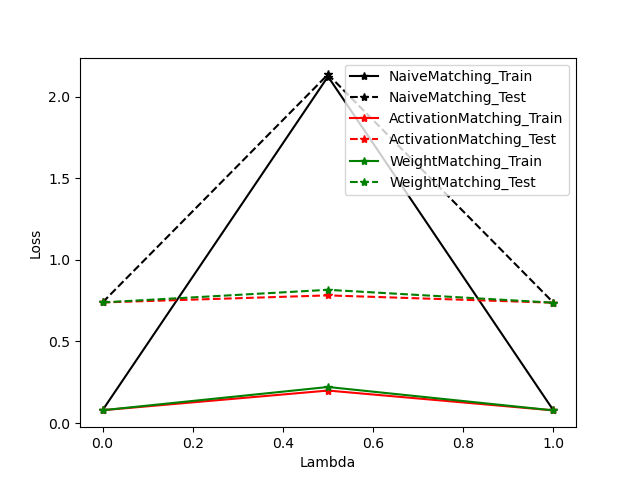 NaiveMatching_Train
NaiveMatching_Test
ActivationMatching_Train
ActivationMatching_Test
WeightMatching_Train
WeightMatching_Test
2.0
1.5
1.0
0.5
0.0
Loss
0.0 0.2 0.4 0.6 0.8 1.0
Lambda